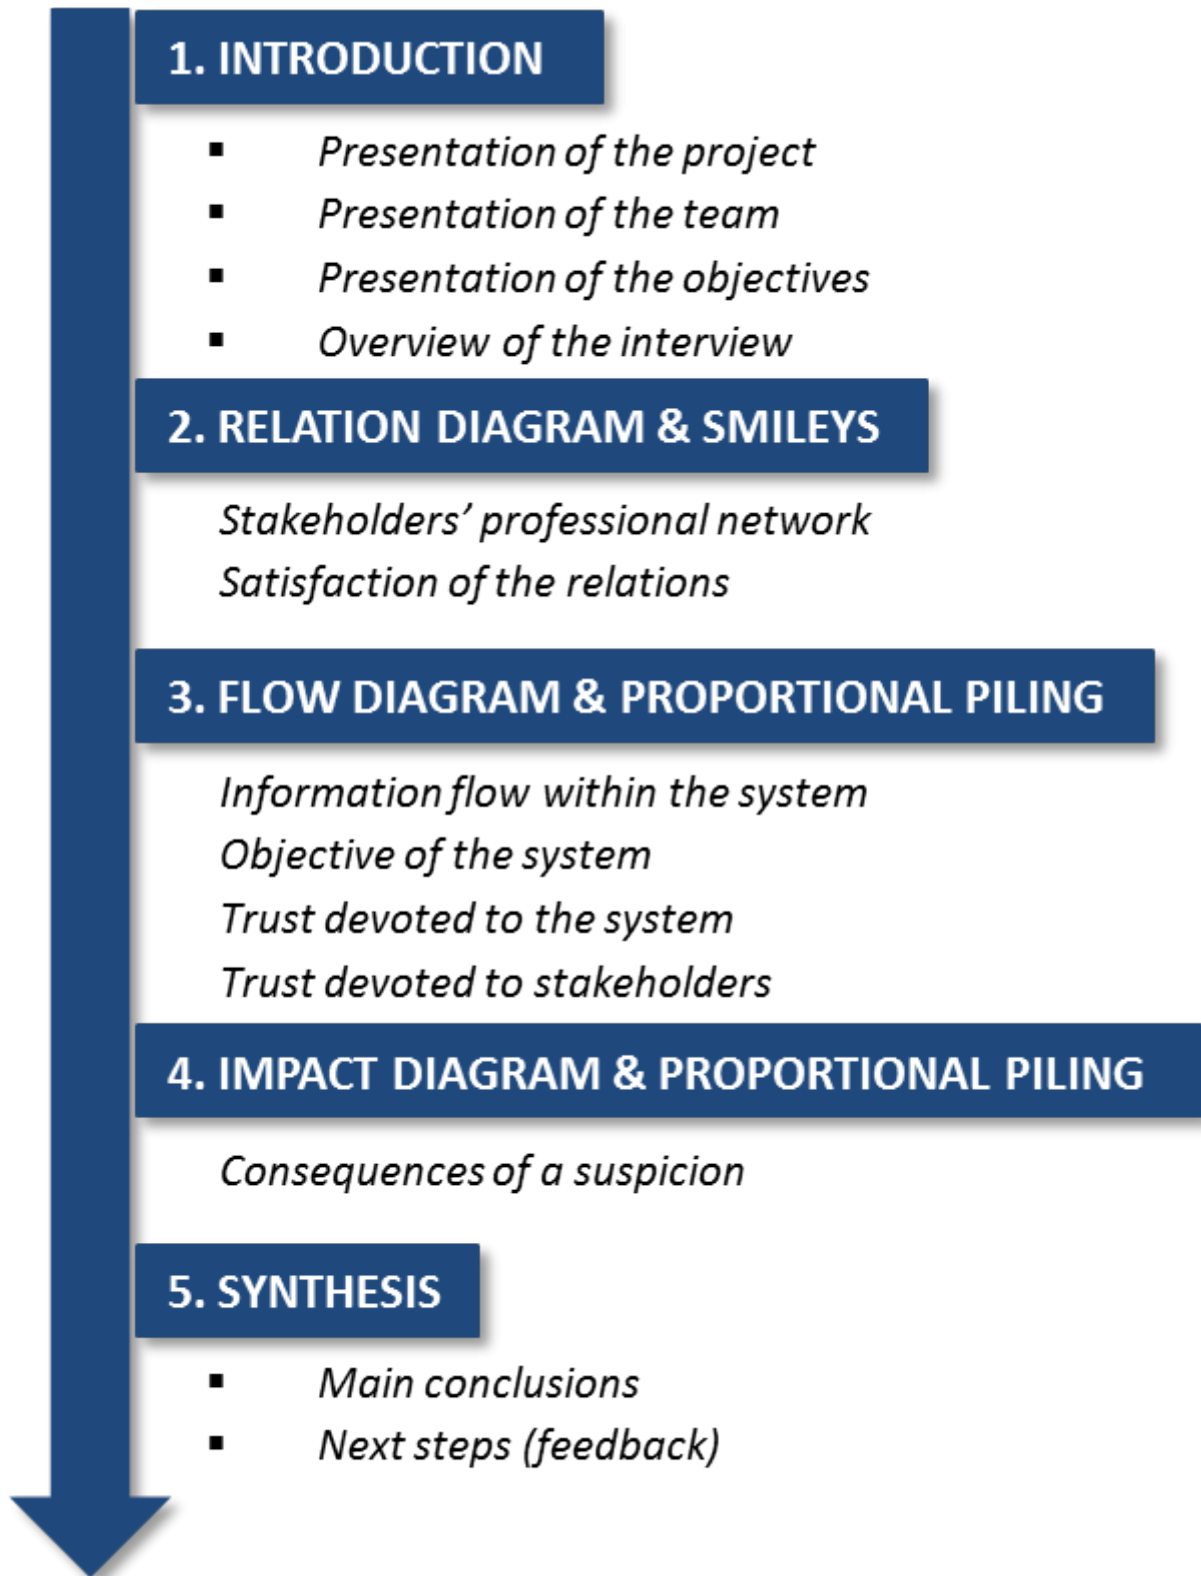 1. INTRODUCTION
▪ Presentation of the project
▪ Presentation of the team
▪ Presentation of the objectives
▪ Overview of the interview
2. RELATION DIAGRAM & SMILEYS
Stakeholders’ professional network
Satisfaction of the relations
3. FLOW DIAGRAM & PROPORTIONAL PILING
Information flow within the system
Objective of the system
Trust devoted to the system
Trust devoted to stakeholders
4. IMPACT DIAGRAM & PROPORTIONAL PILING
Consequences of a suspicion
5. SYNTHESIS
▪ Main conclusions
▪ Next steps (feedback)